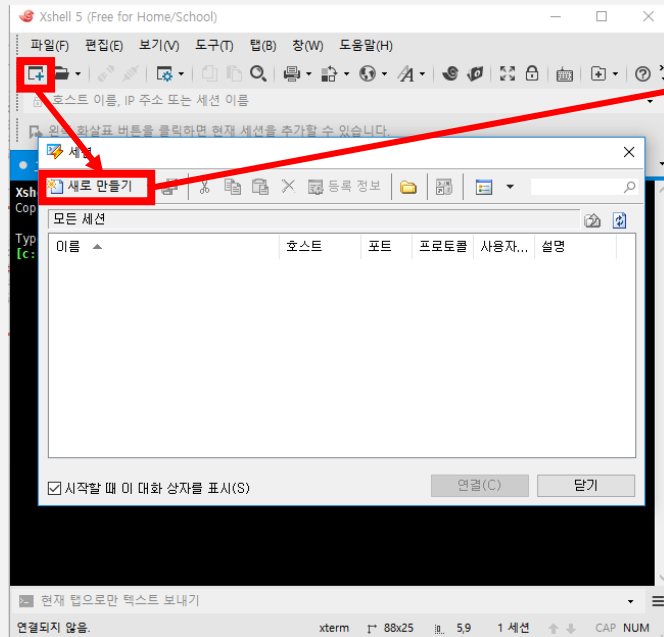 Xshell 5 (Free for Home/School)
파일(F) 편집(E) 보기(V) 도구(T) 탭(B) 창(W) 도움말(H)
호스트 이름, IP 주소 또는 세션 이름
왼쪽 화살표 버튼을 클릭하면 현재 세션을 추가할 수 있습니다.
세션
새로 만들기 등록 정보
Xshe
Cop
모든 세션
Typ
[c:
이름 호스트 포트 프로토콜 사용자... 설명
시작할 때 이 대화 상자를 표시(S)
연결(C) 닫기
현재 탭으로만 텍스트 보내기
연결되지 않음. xterm 88x25 5,9 1 세션 CAP NUM